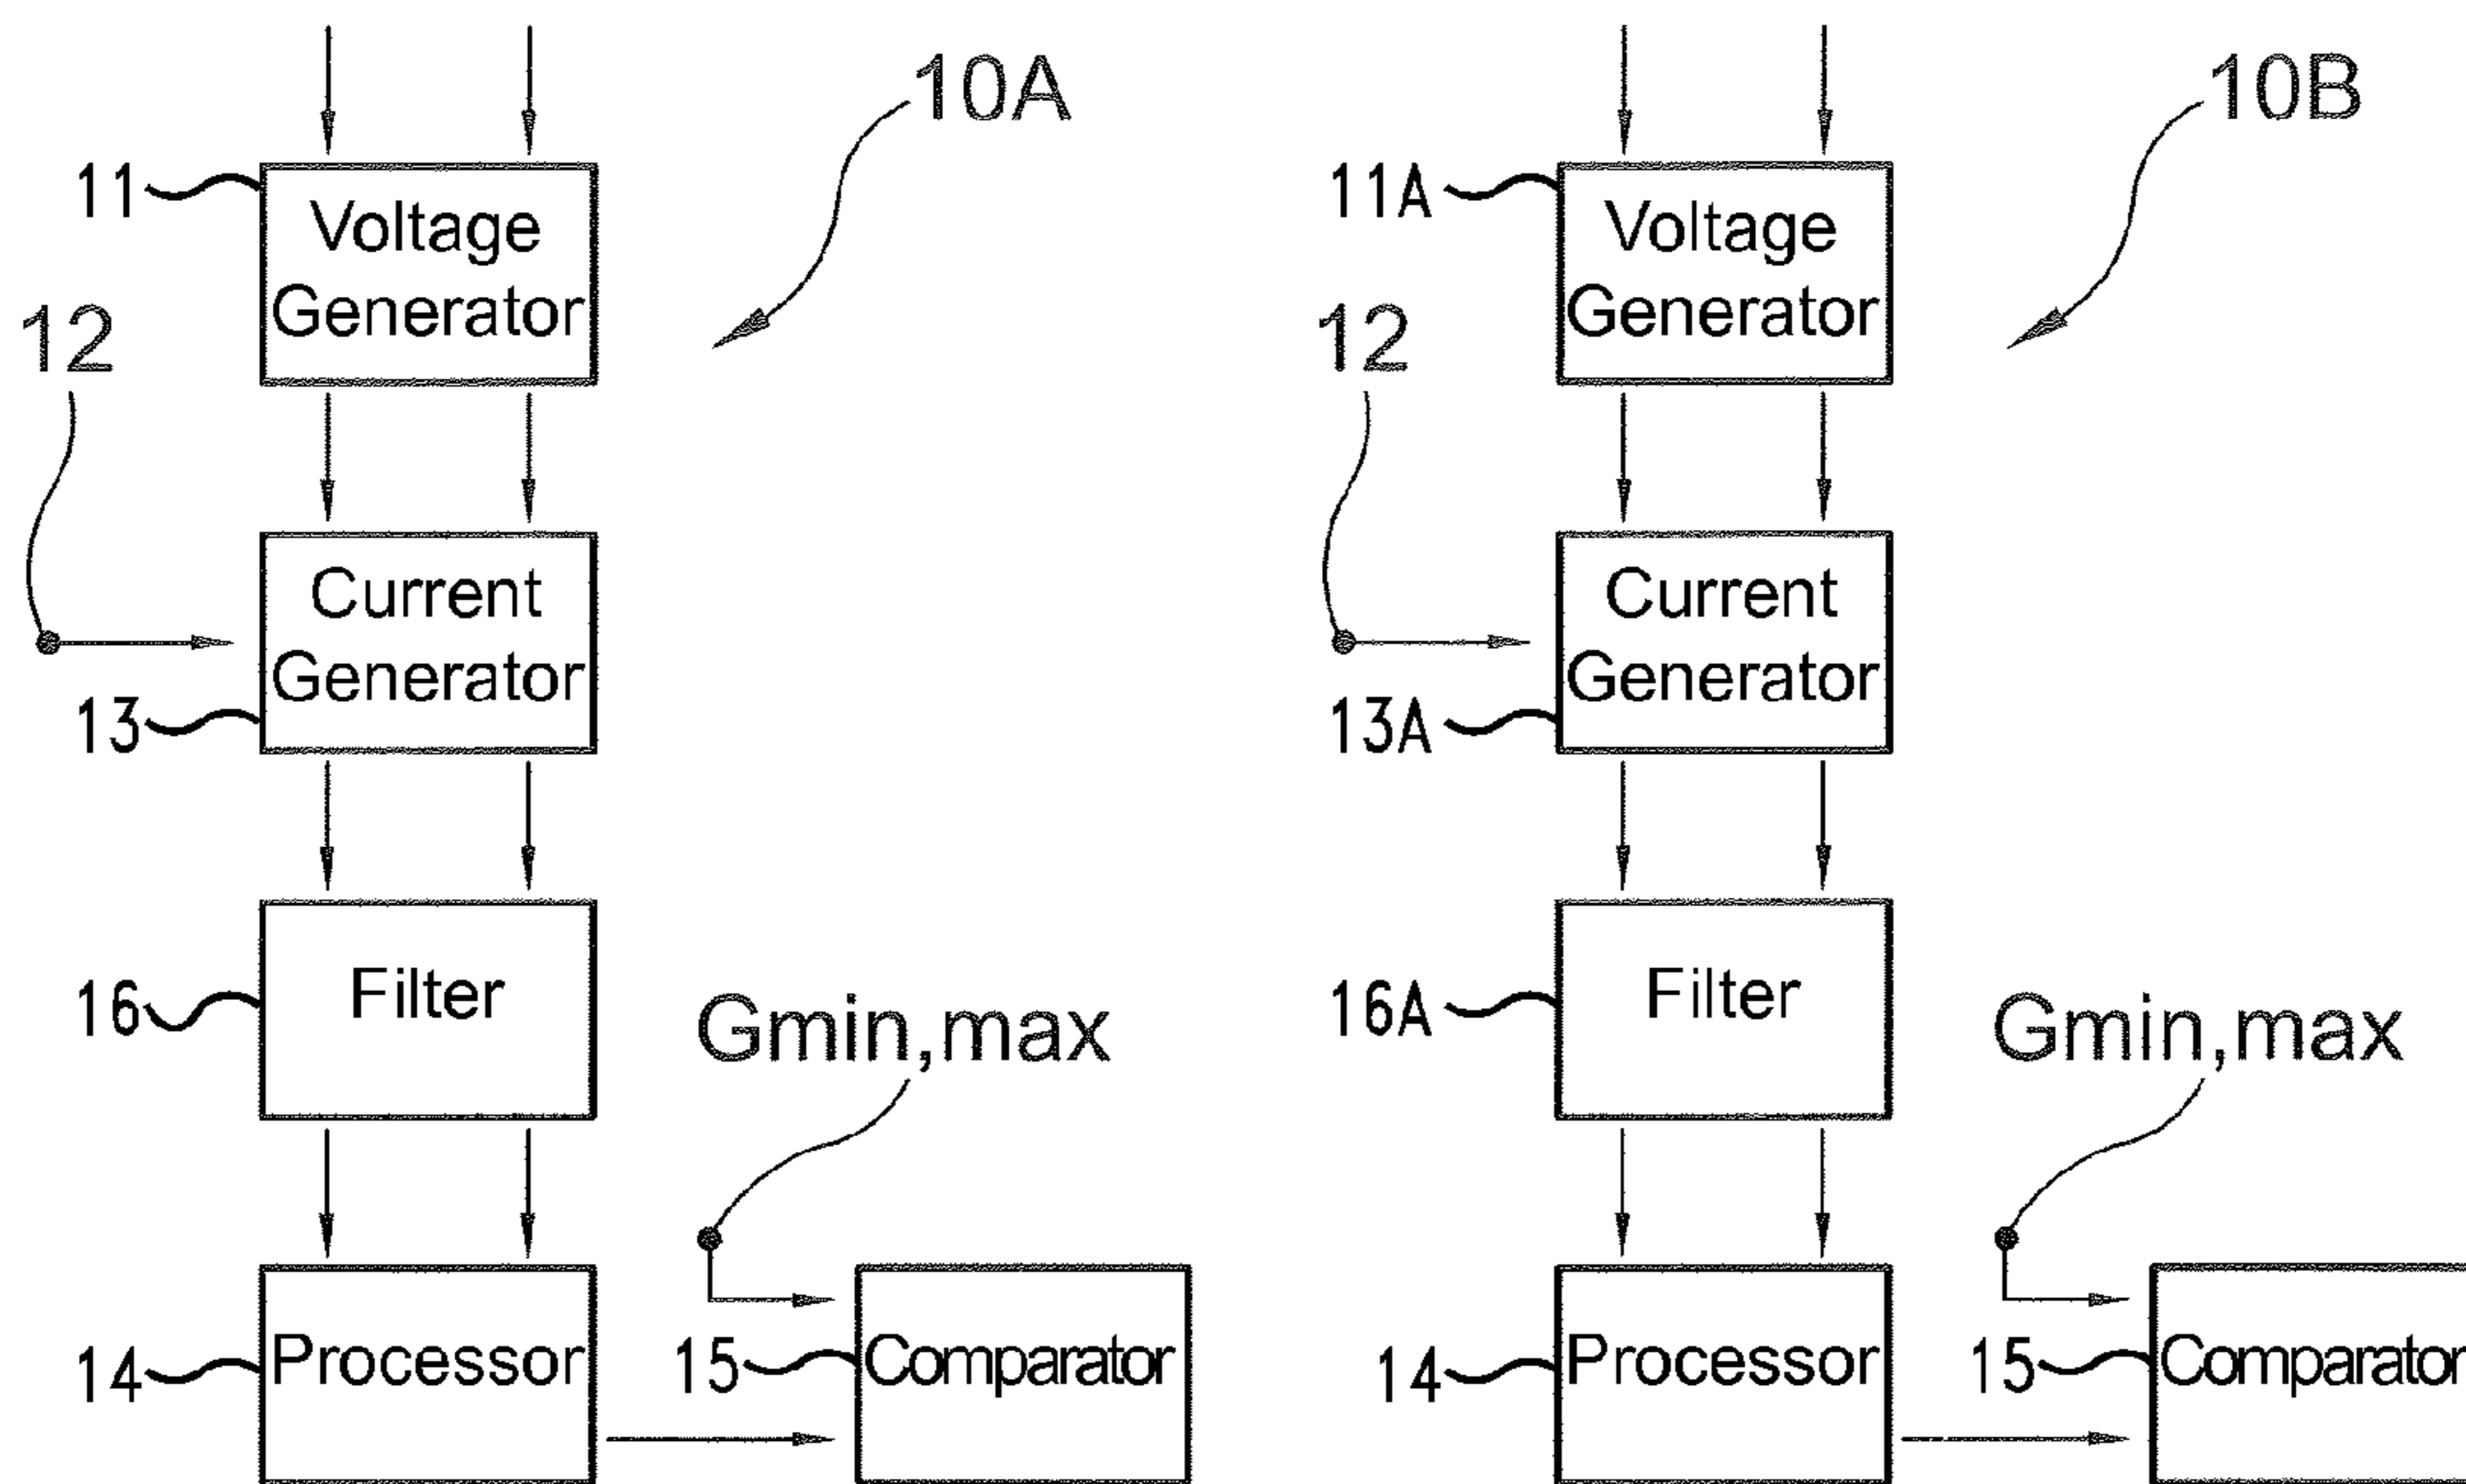 10A
11
Voltage
Generator
12
Current
Generator
13
16
Filter
Gmin,max
14
Processor
15
Comparator
10B
11A
Voltage
Generator
12
Current
Generator
13A
16A
Filter
Gmin,max
14
Processor
15
Comparator